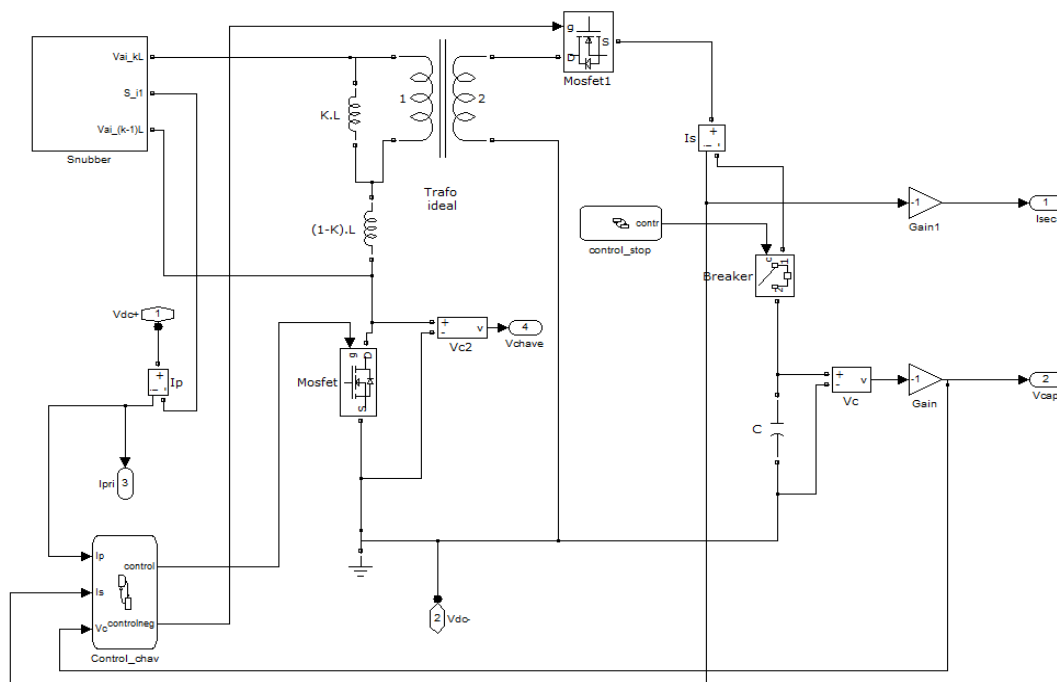 Vai_kL
S_i1
Vai_(k-1)L
Snubber
K.L
(1-K).L
1
2
Trafo
ideal
g
D
S
Mosfet1
Is
+
-
i
-1
Gain1
1
Isec
contr
control_stop
Breaker
c
1
2
Vdc+
1
Ip
+
-
i
Ipri
3
Mosfet
g
D
S
+
-
v
Vc2
4
Vchave
+
-
v
Vc
-1
Gain
2
Vcap
C
2
Vdc-
Ip
Is
Vc
control
controlneg
Control_chav